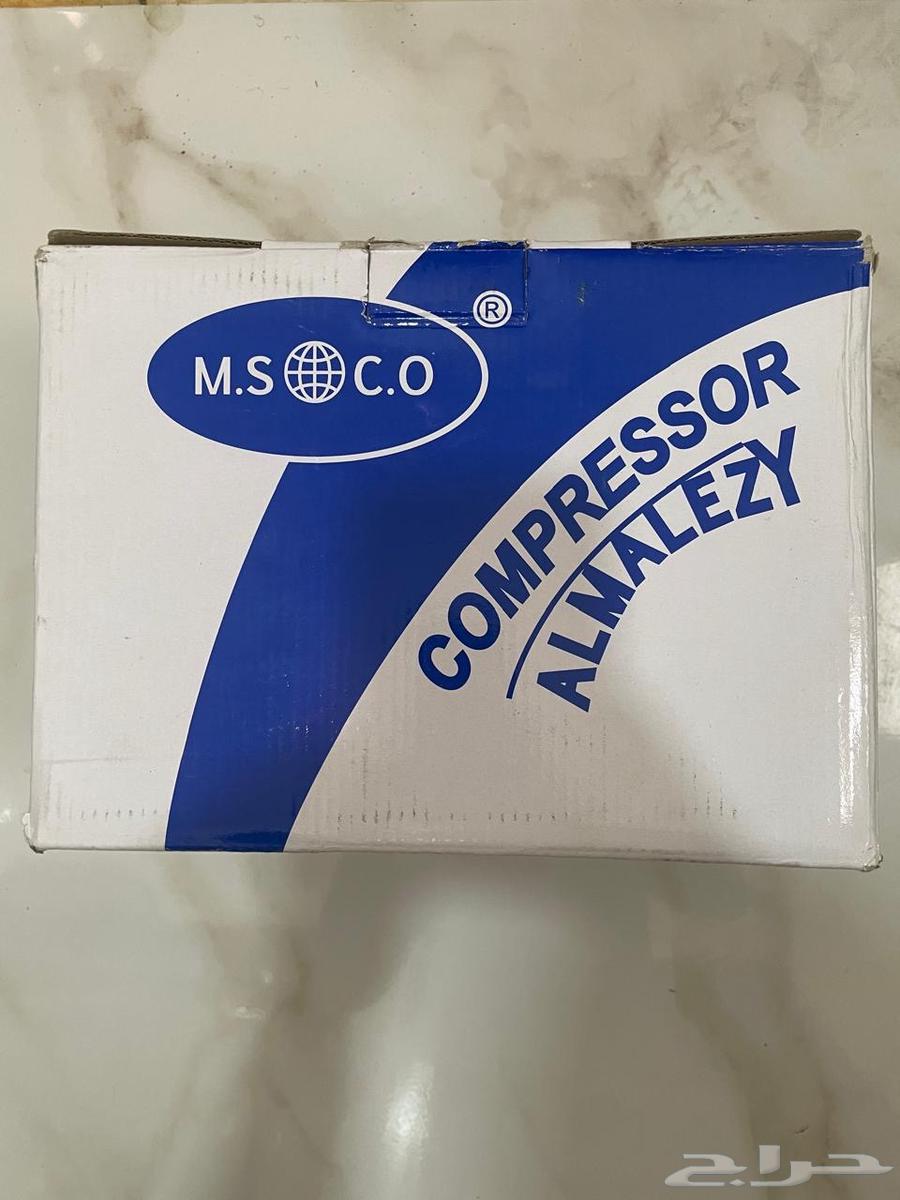 M.S C.O ®
COMPRESSOR
ALMALEZY
حراج